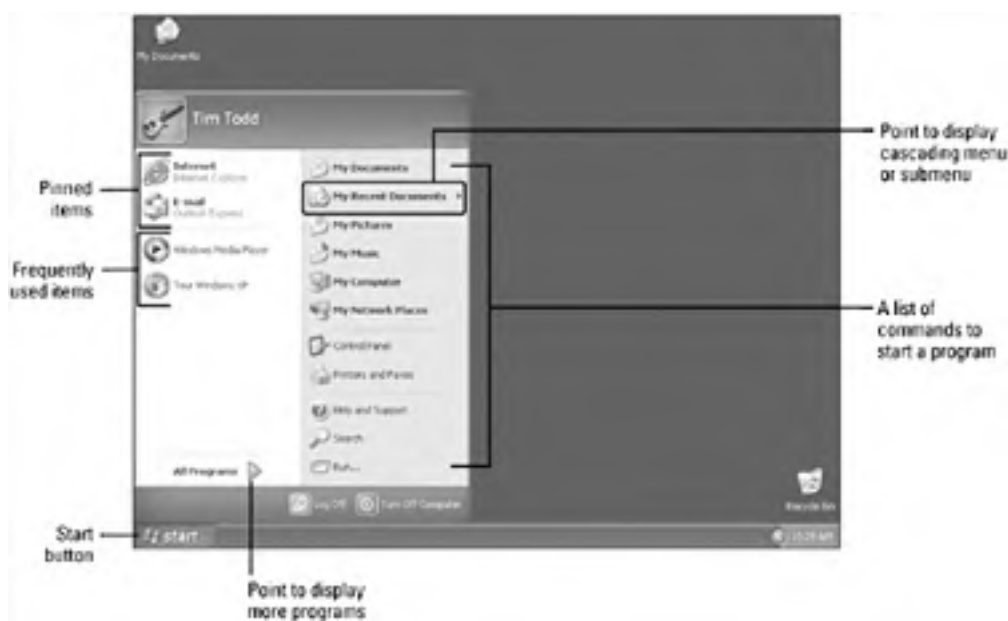 My Documents
Tim Todd
Internet
Internet Explorer
E-mail
Outlook Express
Windows Media Player
Tour Windows XP
All Programs
My Documents
My Recent Documents
My Pictures
My Music
My Computer
My Network Places
Control Panel
Printers and Faxes
Help and Support
Search
Run...
Log Off
Turn Off Computer
start
Recycle Bin
Pinned
items
Frequently
used items
Start
button
Point to display
more programs
Point to display
cascading menu
or submenu
A list of
commands to
start a program